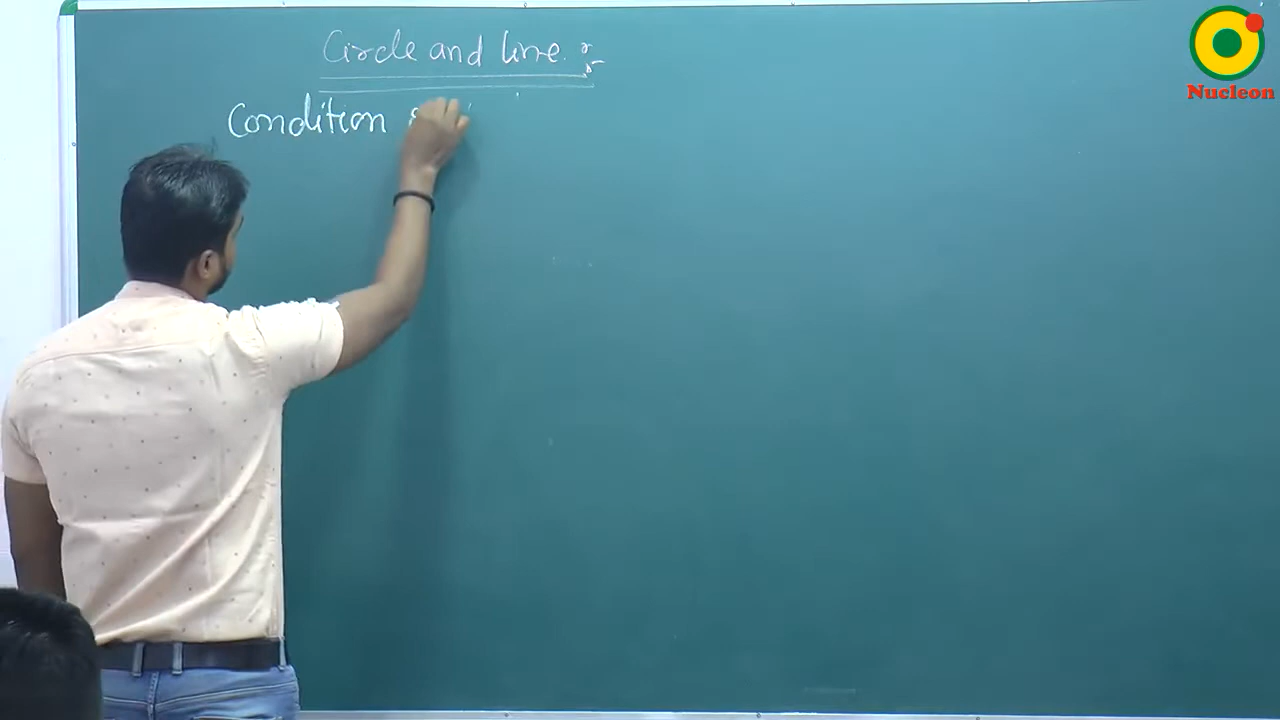 Circle and line :-
Condition
Nucleon